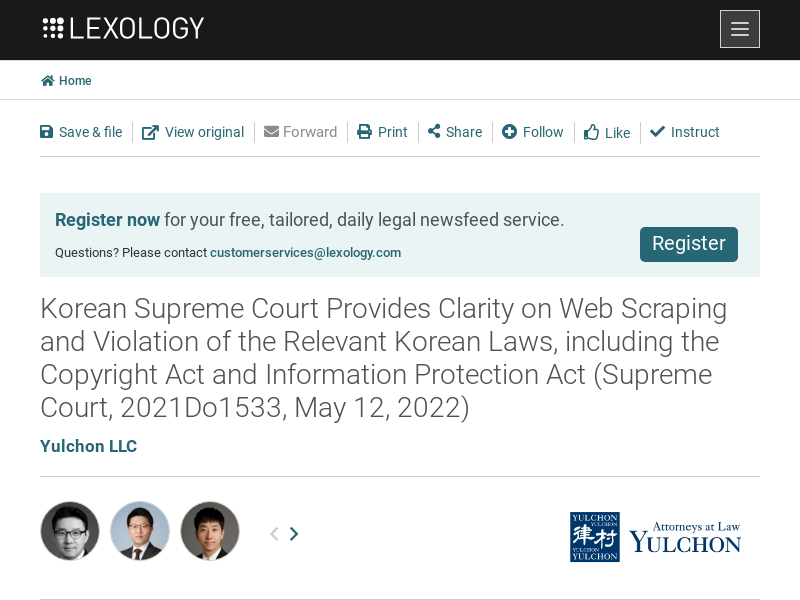 LEXOLOGY
Home
Save & file
View original
Forward
Print
Share
Follow
Like
Instruct
Register now for your free, tailored, daily legal newsfeed service.
Questions? Please contact customerservices@lexology.com
Register
Korean Supreme Court Provides Clarity on Web Scraping
and Violation of the Relevant Korean Laws, including the
Copyright Act and Information Protection Act (Supreme
Court, 2021Do1533, May 12, 2022)
Yulchon LLC
YULCHON
YULCHON
律村
YULCHON
YULCHON
Attorneys at Law
YULCHON